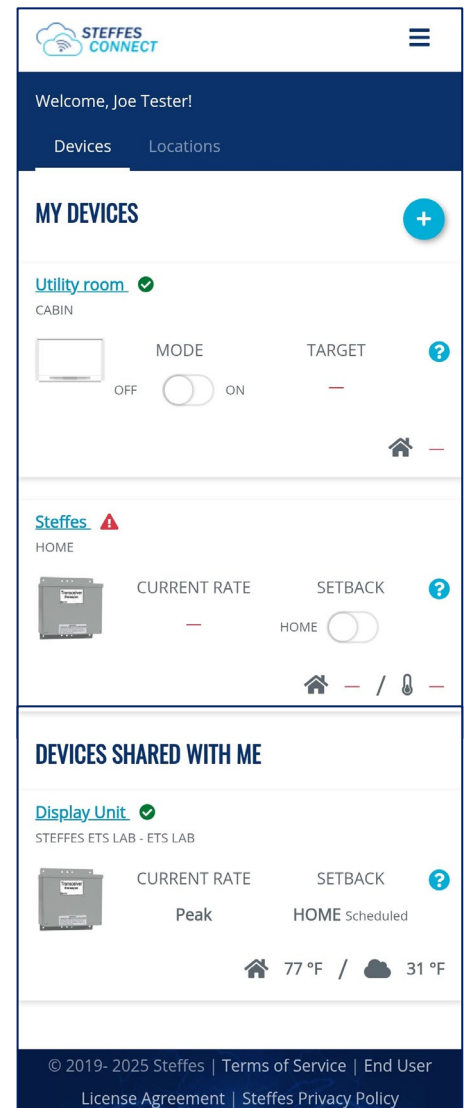 STEFFES
CONNECT
Welcome, Joe Tester!
Devices Locations
MY DEVICES
+
Utility room
CABIN
MODE TARGET ?
OFF ON —
—
Steffes
HOME
CURRENT RATE SETBACK ?
— HOME
— / —
DEVICES SHARED WITH ME
Display Unit
STEFFES ETS LAB - ETS LAB
CURRENT RATE SETBACK ?
Peak HOME Scheduled
77 °F / 31 °F
© 2019- 2025 Steffes | Terms of Service | End User
License Agreement | Steffes Privacy Policy